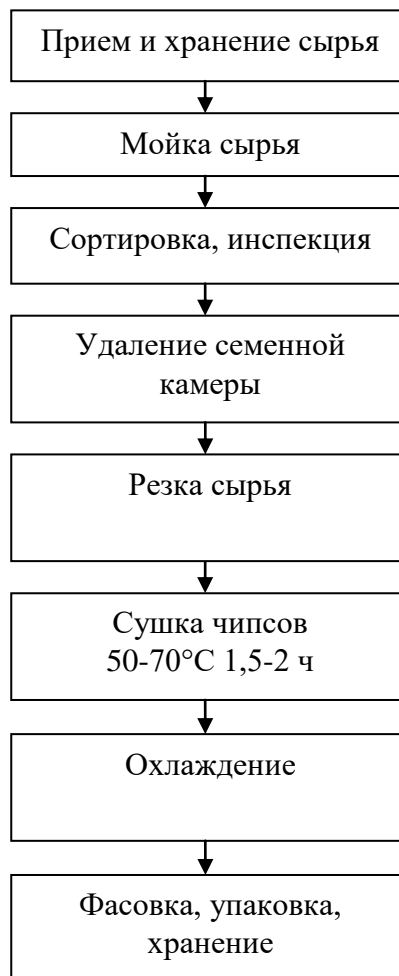 Прием и хранение сырья
Мойка сырья
Сортировка, инспекция
Удаление семенной
камеры
Резка сырья
Сушка чипсов
50-70°С 1,5-2 ч
Охлаждение
Фасовка, упаковка,
хранение